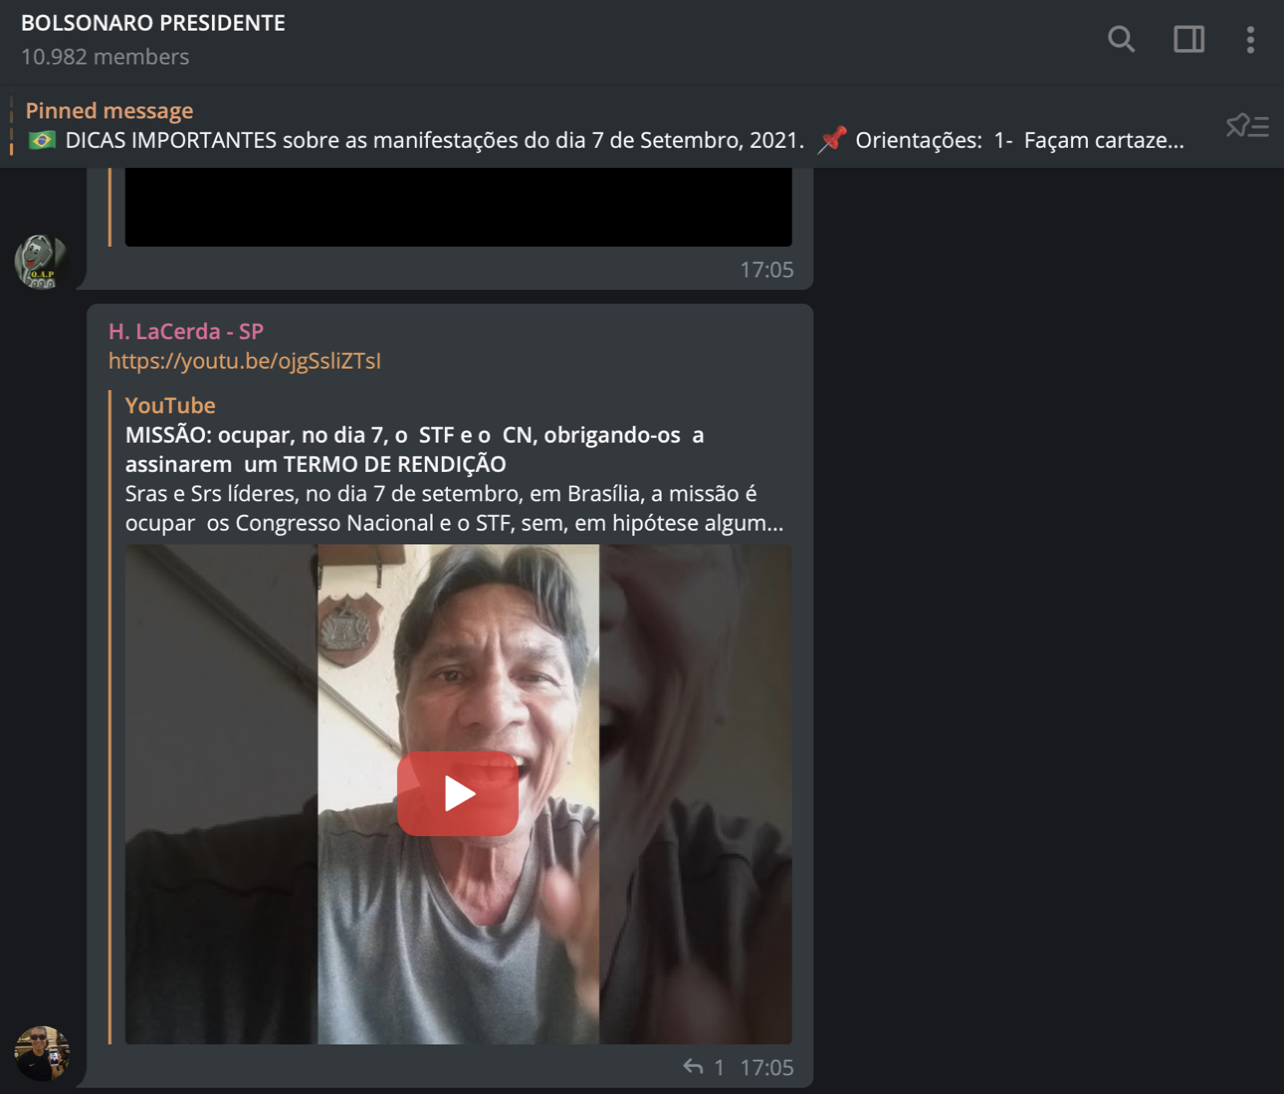 BOLSONARO PRESIDENTE
10.982 members
Pinned message
🇧🇷 DICAS IMPORTANTES sobre as manifestações do dia 7 de Setembro, 2021. 📌 Orientações: 1- Façam cartaze...
O.A.P
17:05
H. LaCerda - SP
https://youtu.be/ojgSsliZTsI
YouTube
MISSÃO: ocupar, no dia 7, o STF e o CN, obrigando-os a
assinarem um TERMO DE RENDIÇÃO
Sras e Srs líderes, no dia 7 de setembro, em Brasília, a missão é
ocupar os Congresso Nacional e o STF, sem, em hipótese algum...
1 17:05